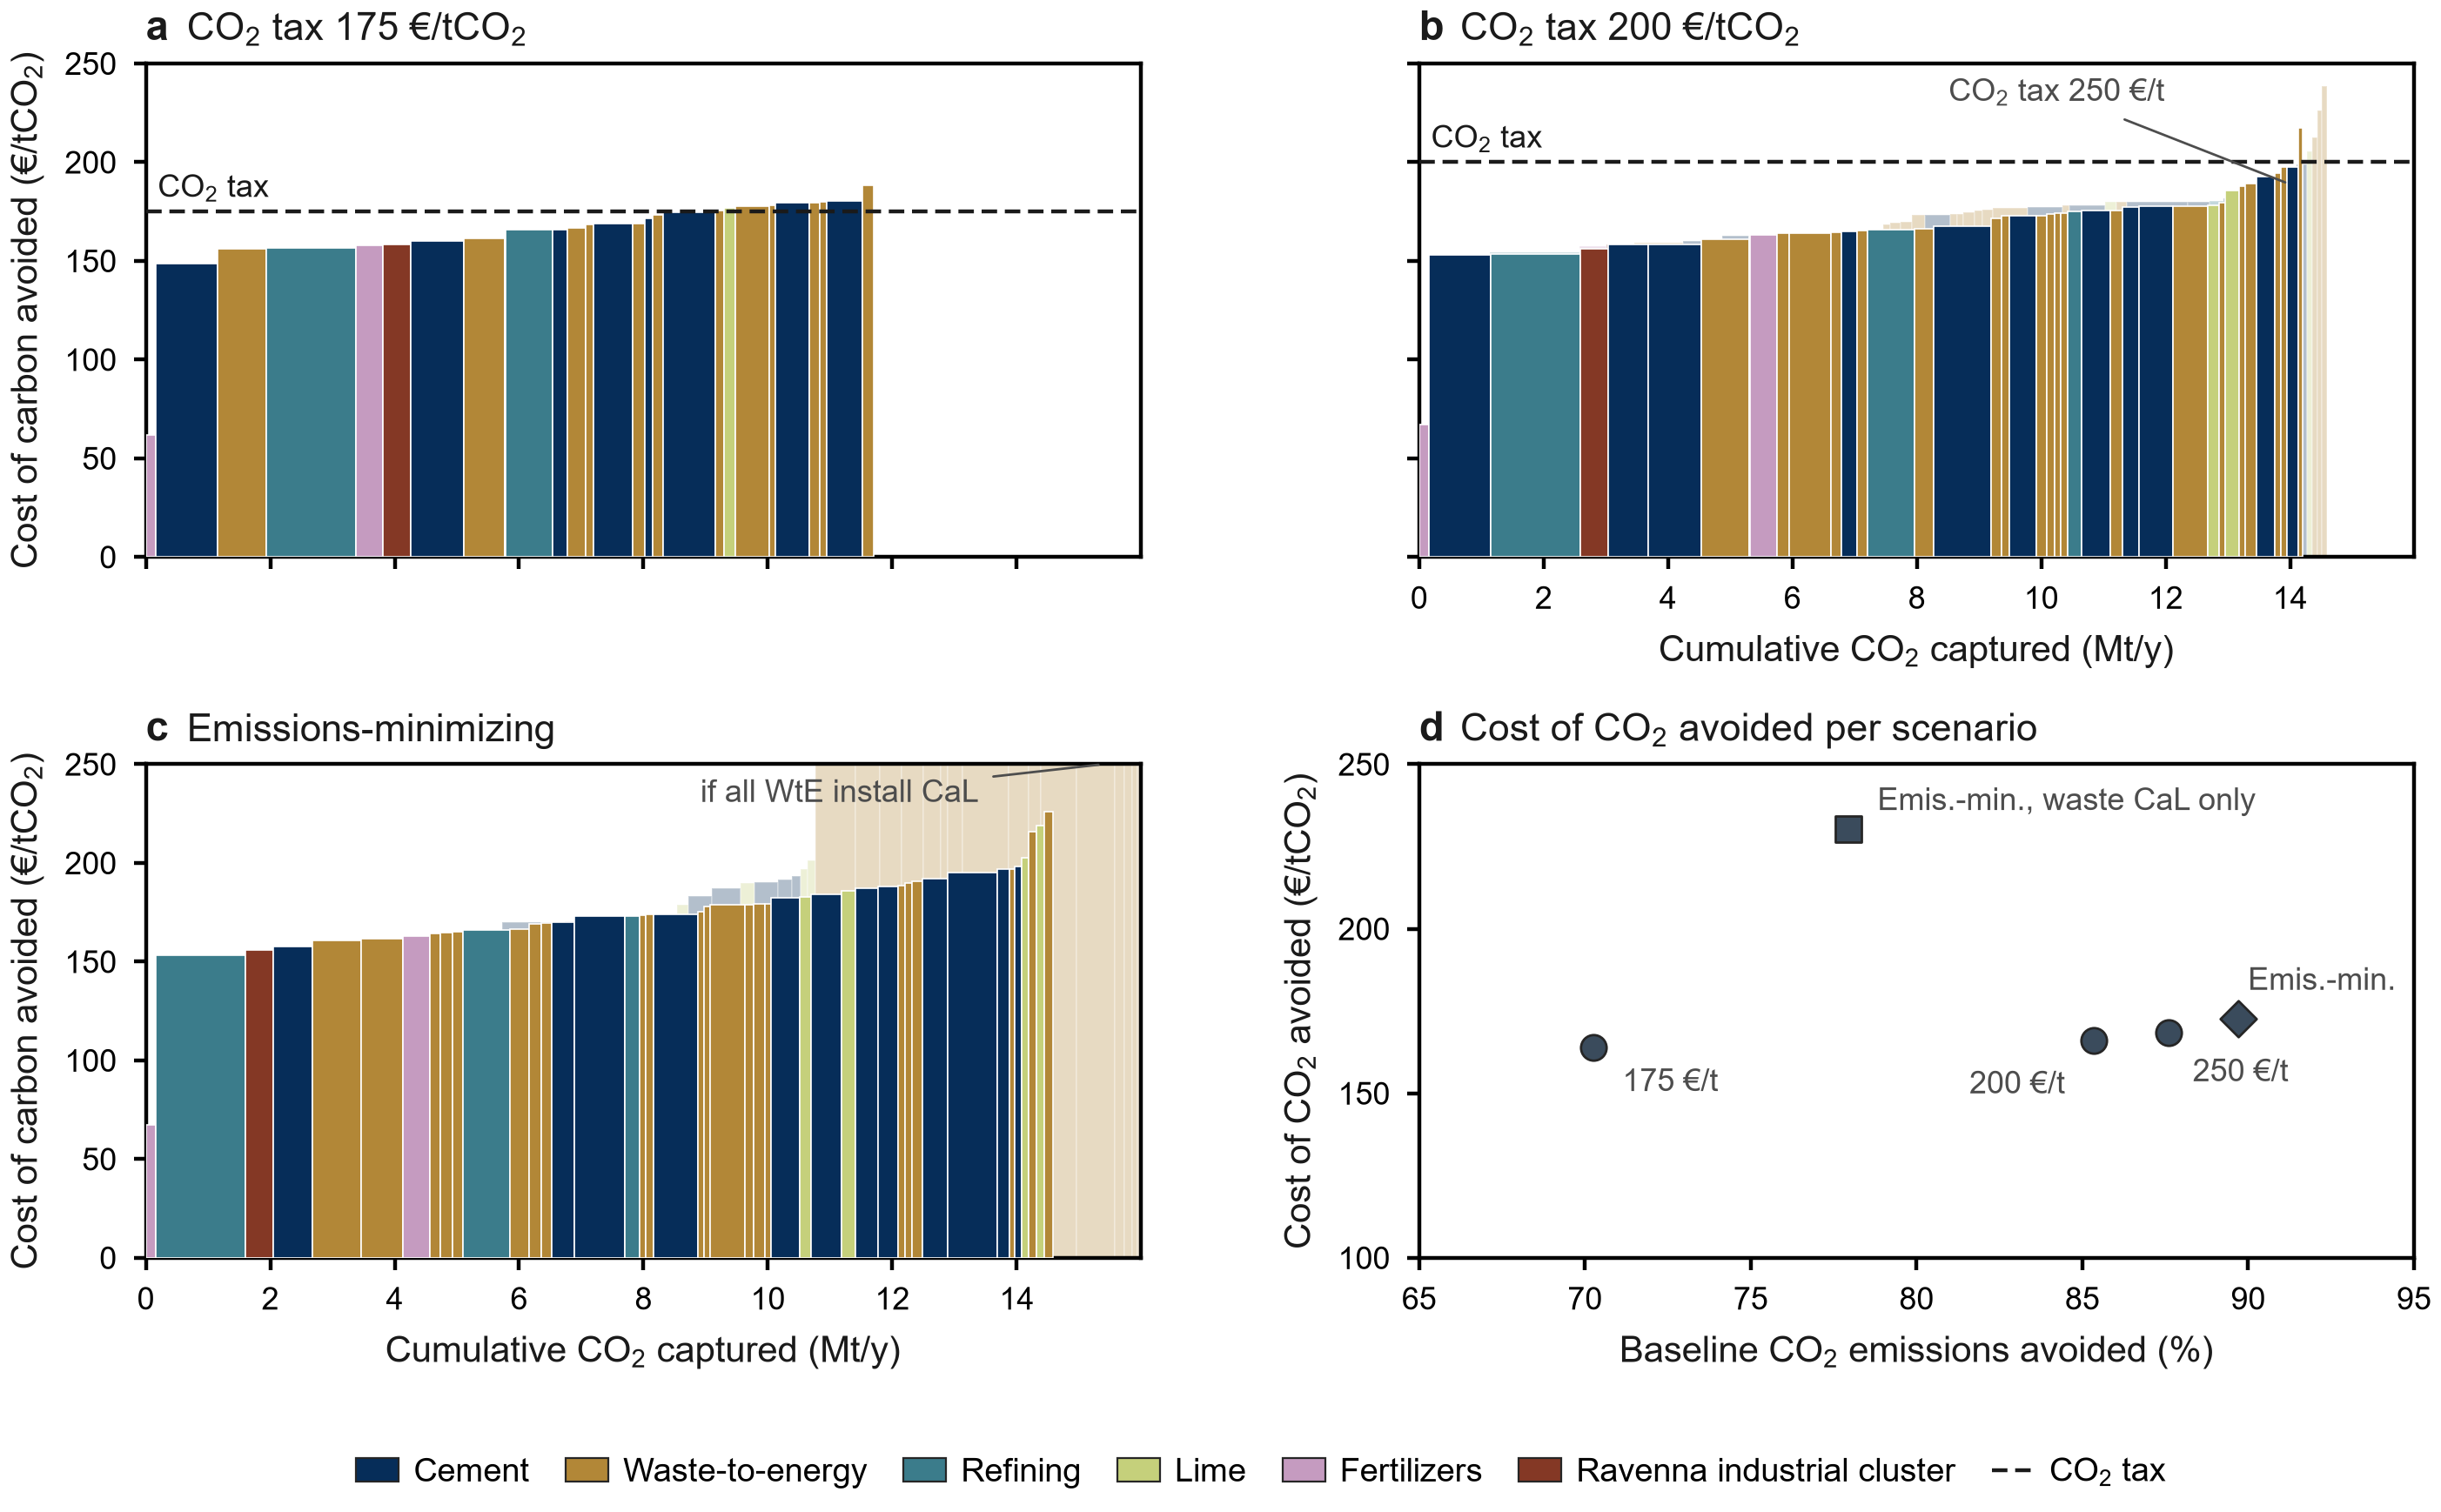 a CO₂ tax 175 €/tCO₂
Cost of carbon avoided (€/tCO₂)
250
200
150
100
50
0
CO₂ tax
b CO₂ tax 200 €/tCO₂
CO₂ tax 250 €/t
CO₂ tax
0 2 4 6 8 10 12 14
Cumulative CO₂ captured (Mt/y)
c Emissions-minimizing
Cost of carbon avoided (€/tCO₂)
250
200
150
100
50
0
if all WtE install CaL
0 2 4 6 8 10 12 14
Cumulative CO₂ captured (Mt/y)
d Cost of CO₂ avoided per scenario
Cost of CO₂ avoided (€/tCO₂)
250
200
150
100
Emis.-min., waste CaL only
Emis.-min.
175 €/t
200 €/t
250 €/t
65 70 75 80 85 90 95
Baseline CO₂ emissions avoided (%)
Cement Waste-to-energy Refining Lime Fertilizers Ravenna industrial cluster CO₂ tax